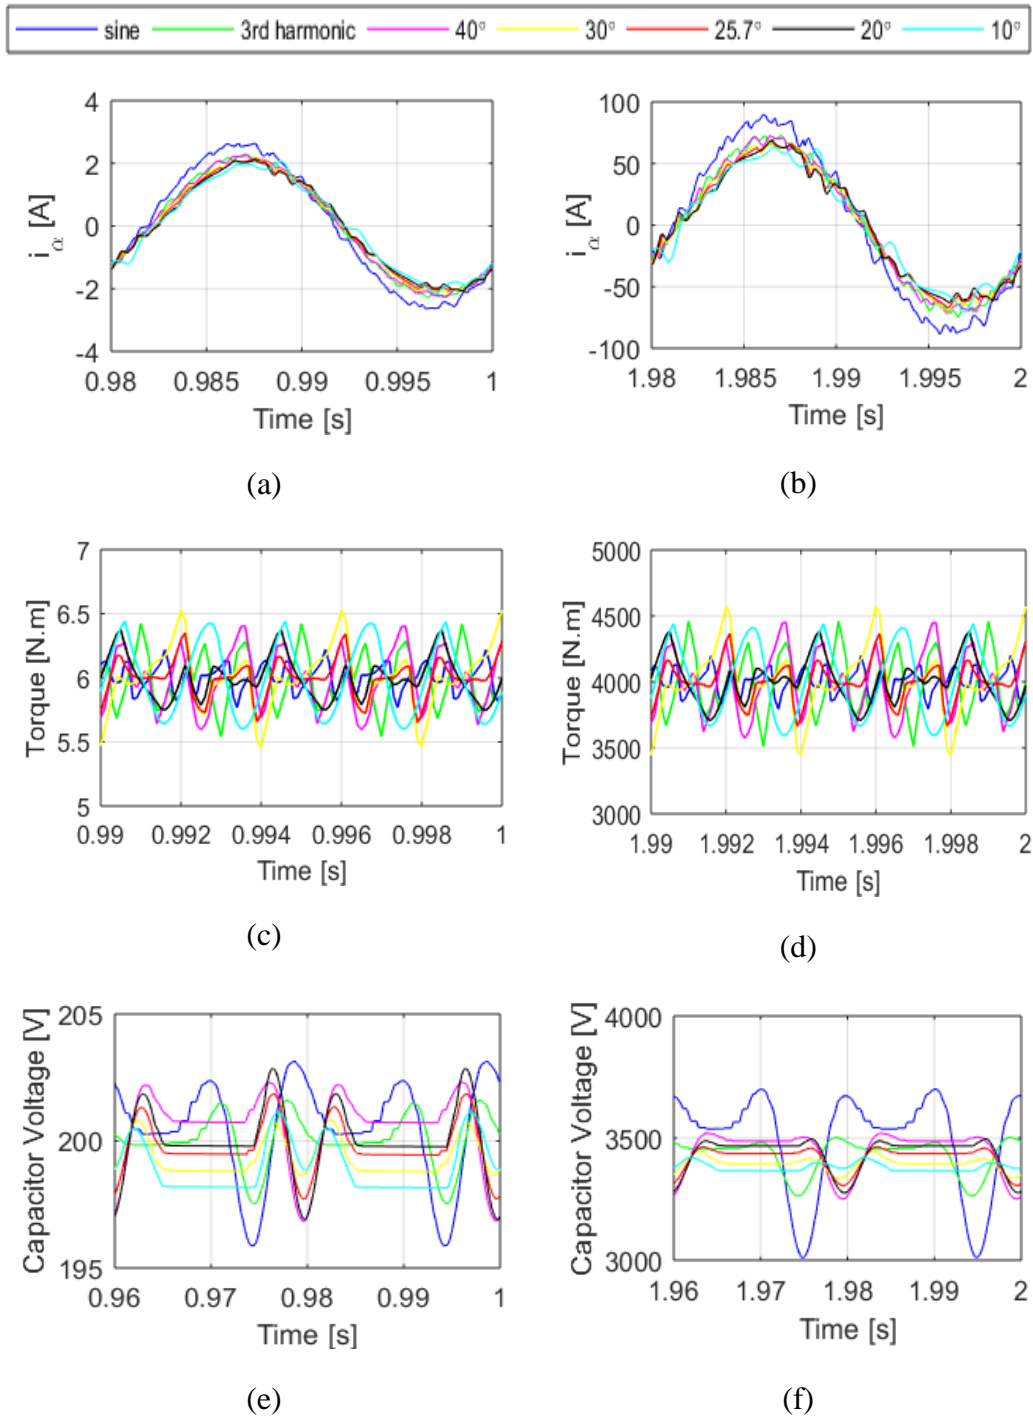 sine 3rd harmonic 40° 30° 25.7° 20° 10°
4
2
0
-2
-4
i α [A]
0.98 0.985 0.99 0.995 1
Time [s]
(a)
100
50
0
-50
-100
i α [A]
1.98 1.985 1.99 1.995 2
Time [s]
(b)
7
6.5
6
5.5
5
Torque [N.m]
0.99 0.992 0.994 0.996 0.998 1
Time [s]
(c)
5000
4500
4000
3500
3000
Torque [N.m]
1.99 1.992 1.994 1.996 1.998 2
Time [s]
(d)
205
200
195
Capacitor Voltage [V]
0.96 0.97 0.98 0.99 1
Time [s]
(e)
4000
3500
3000
Capacitor Voltage [V]
1.96 1.97 1.98 1.99 2
Time [s]
(f)